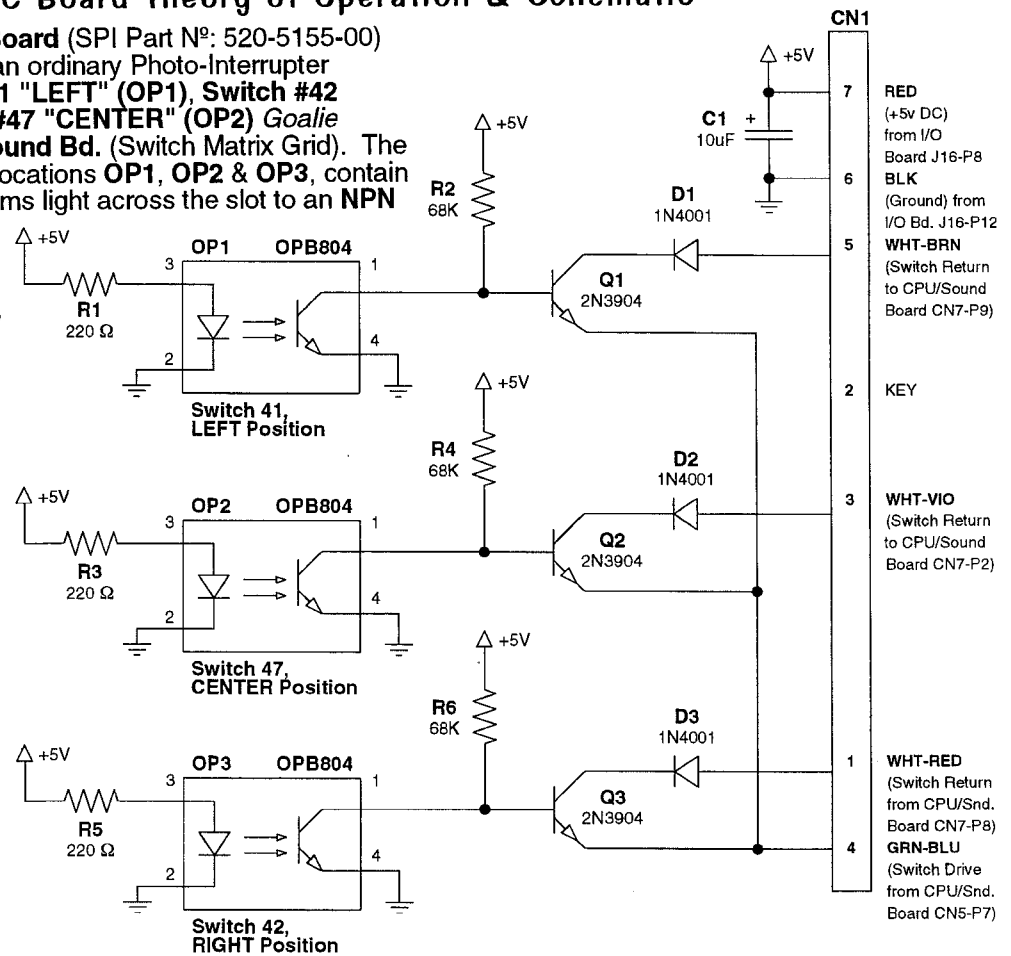 C Board Theory of Operation & Schematic
Board (SPI Part Nº: 520-5155-00)
an ordinary Photo-Interrupter
1 "LEFT" (OP1), Switch #42
#47 "CENTER" (OP2) Goalie
ound Bd. (Switch Matrix Grid). The
ocations OP1, OP2 & OP3, contain
ms light across the slot to an NPN
CN1
+5V
7
C1
+
10uF
6
RED
(+5v DC)
from I/O
Board J16-P8
BLK
(Ground) from
I/O Bd. J16-P12
+5V
R2
68K
D1
1N4001
5
WHT-BRN
(Switch Return
to CPU/Sound
Board CN7-P9)
+5V
R1
220 Ω
OP1
OPB804
3
1
2
4
Switch 41,
LEFT Position
Q1
2N3904
2
KEY
+5V
R4
68K
D2
1N4001
3
WHT-VIO
(Switch Return
to CPU/Sound
Board CN7-P2)
+5V
R3
220 Ω
OP2
OPB804
3
1
2
4
Switch 47,
CENTER Position
Q2
2N3904
+5V
R6
68K
D3
1N4001
1
WHT-RED
(Switch Return
from CPU/Snd.
Board CN7-P8)
+5V
R5
220 Ω
OP3
OPB804
3
1
2
4
Switch 42,
RIGHT Position
Q3
2N3904
4
GRN-BLU
(Switch Drive
from CPU/Snd.
Board CN5-P7)